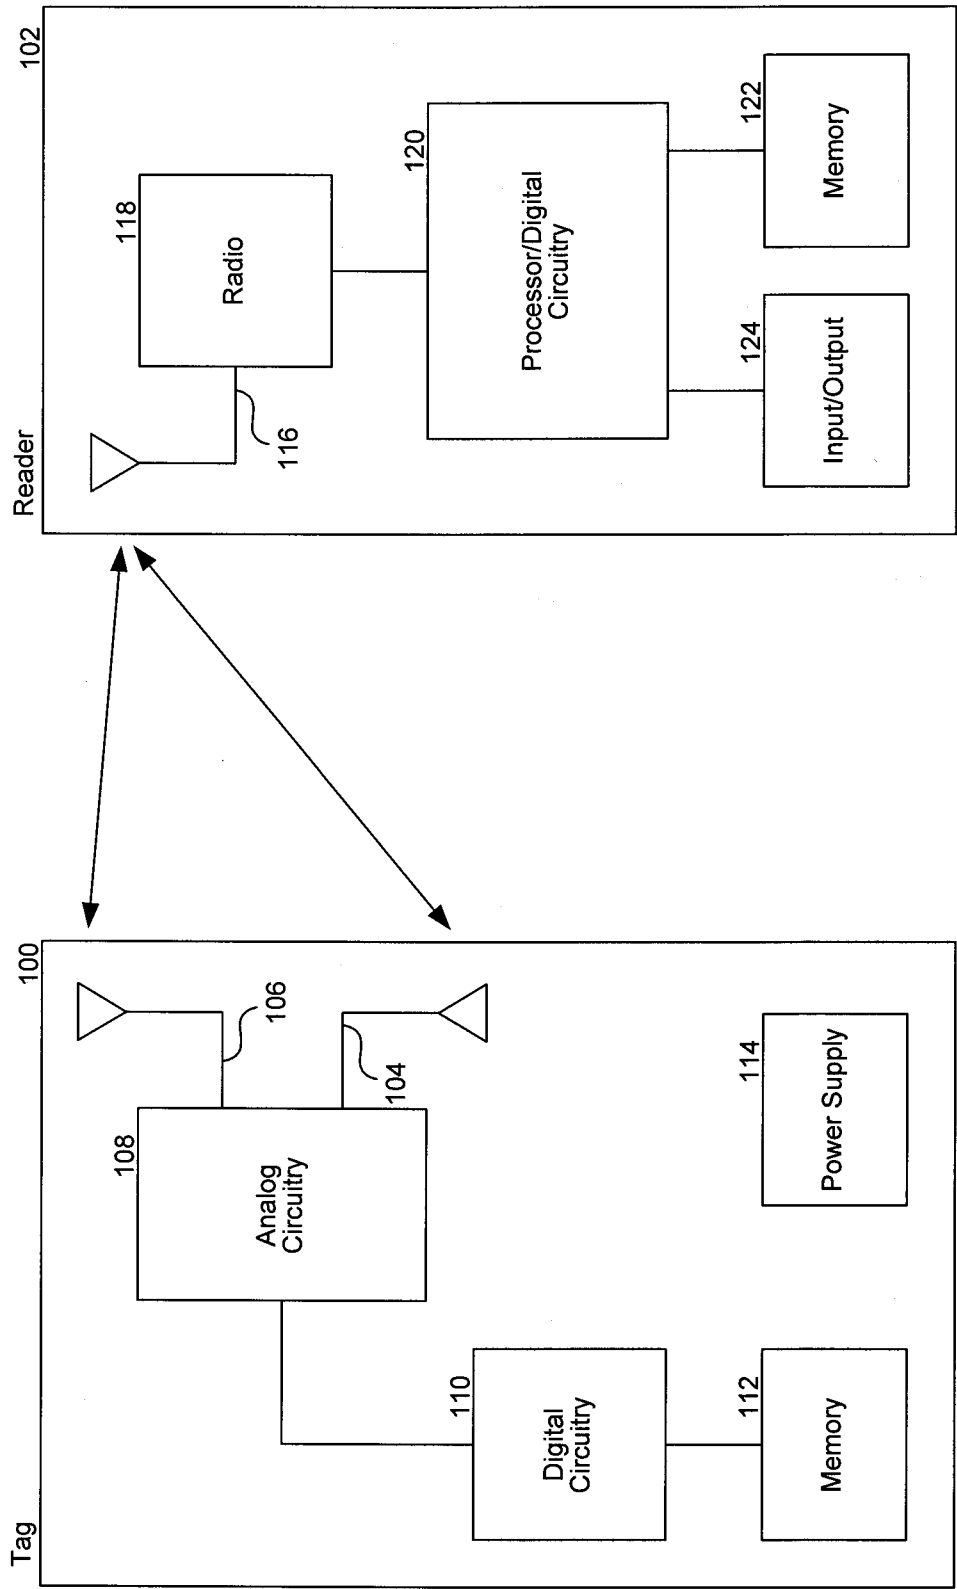 Tag
100
106
104
108
Analog
Circuitry
110
Digital
Circuitry
112
Memory
114
Power Supply
Reader
102
116
118
Radio
120
Processor/Digital
Circuitry
124
Input/Output
122
Memory